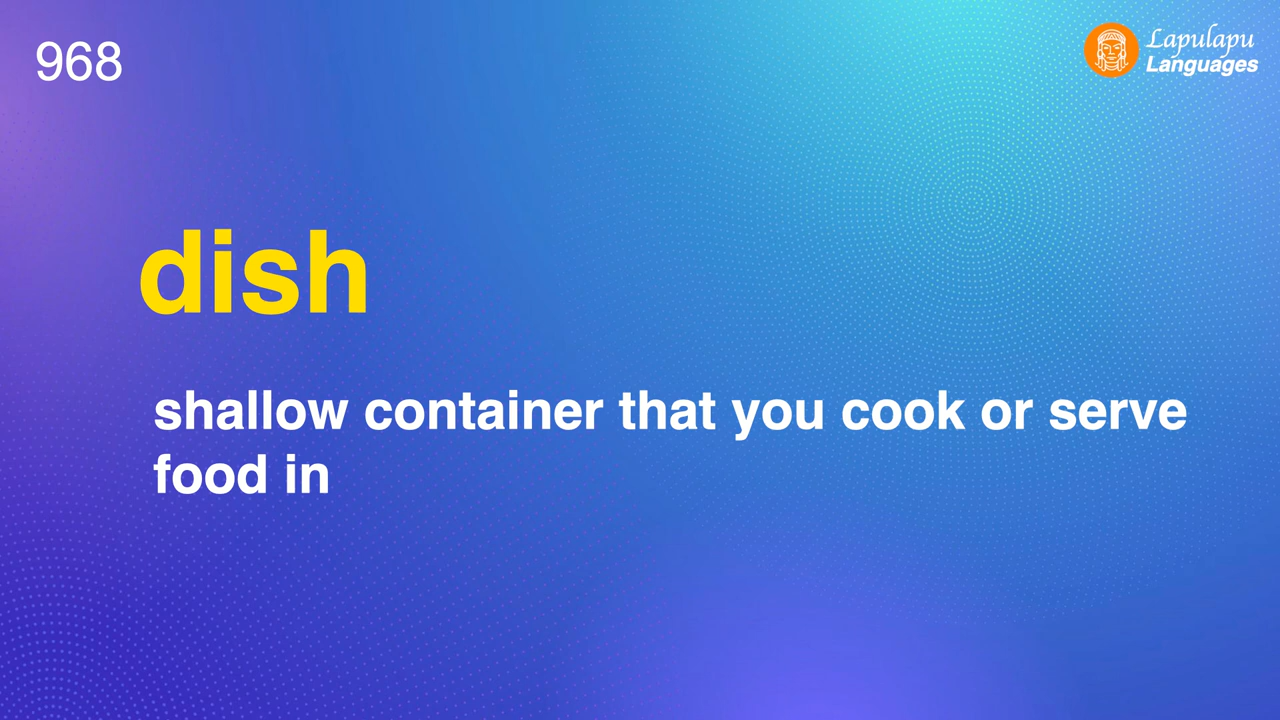 968
Lapulapu
Languages
dish
shallow container that you cook or serve
food in